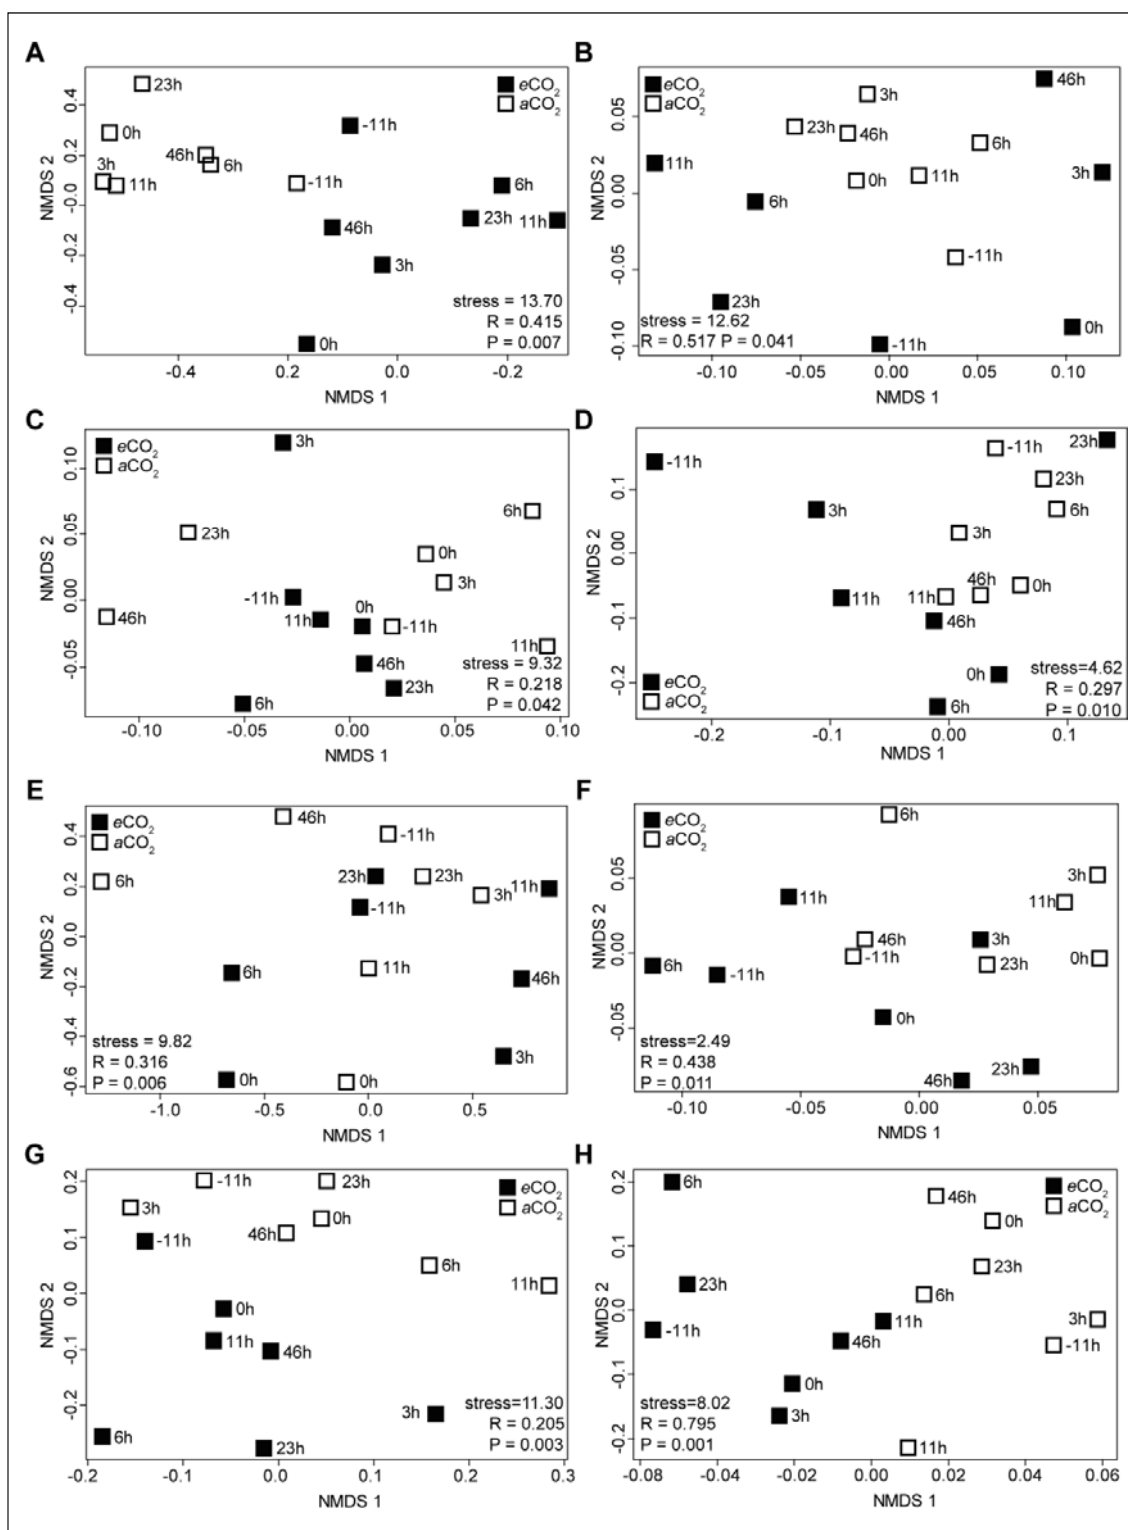 A
0.4
0.2
-0.0
-0.2
-0.4
NMDS 2
23h
0h
3h
11h
46h
6h
-11h
-11h
6h
23h
11h
46h
3h
0h
eCO2
aCO2
stress = 13.70
R = 0.415
P = 0.007
-0.4
0.2
0.0
-0.2
NMDS 1
B
0.05
0.00
-0.05
-0.10
NMDS 2
eCO2
aCO2
3h
46h
23h
46h
6h
11h
3h
0h
11h
6h
-11h
23h
0h
-11h
stress = 12.62
R = 0.517 P = 0.041
-0.10
-0.05
0.00
0.05
0.10
NMDS 1
C
0.10
0.05
0.00
-0.05
NMDS 2
eCO2
aCO2
3h
23h
6h
0h
3h
-11h
11h
0h
-11h
46h
11h
46h
23h
6h
stress = 9.32
R = 0.218
P = 0.042
-0.10
-0.05
0.00
0.05
0.10
NMDS 1
D
0.1
0.00
-0.1
-0.2
NMDS 2
-11h
-11h
23h
23h
3h
6h
3h
46h
0h
11h
11h
46h
0h
6h
eCO2
aCO2
stress=4.62
R = 0.297
P = 0.010
-0.2
-0.1
0.00
0.1
NMDS 1
E
0.4
0.2
0.0
-0.2
-0.4
-0.6
NMDS 2
eCO2
aCO2
46h
-11h
6h
23h
23h
3h
11h
-11h
11h
6h
46h
3h
0h
0h
stress = 9.82
R = 0.316
P = 0.006
-1.0
-0.5
0.0
0.5
NMDS 1
F
0.05
0.00
-0.05
NMDS 2
eCO2
aCO2
6h
3h
11h
11h
46h
3h
-11h
23h
0h
6h
-11h
0h
23h
46h
stress=2.49
R = 0.438
P = 0.011
-0.10
-0.05
0.00
0.05
NMDS 1
G
0.2
0.1
0.0
-0.1
-0.2
NMDS 2
-11h
23h
3h
0h
46h
-11h
6h
11h
0h
11h
46h
3h
6h
23h
eCO2
aCO2
stress=11.30
R = 0.205
P = 0.003
-0.2
-0.1
0.0
0.1
0.2
0.3
NMDS 1
H
0.2
0.1
0.0
-0.1
-0.2
NMDS 2
6h
46h
0h
23h
23h
6h
-11h
11h
3h
46h
-11h
0h
3h
11h
eCO2
aCO2
stress=8.02
R = 0.795
P = 0.001
-0.08
-0.04
-0.02
0.00
0.02
0.04
0.06
NMDS 1